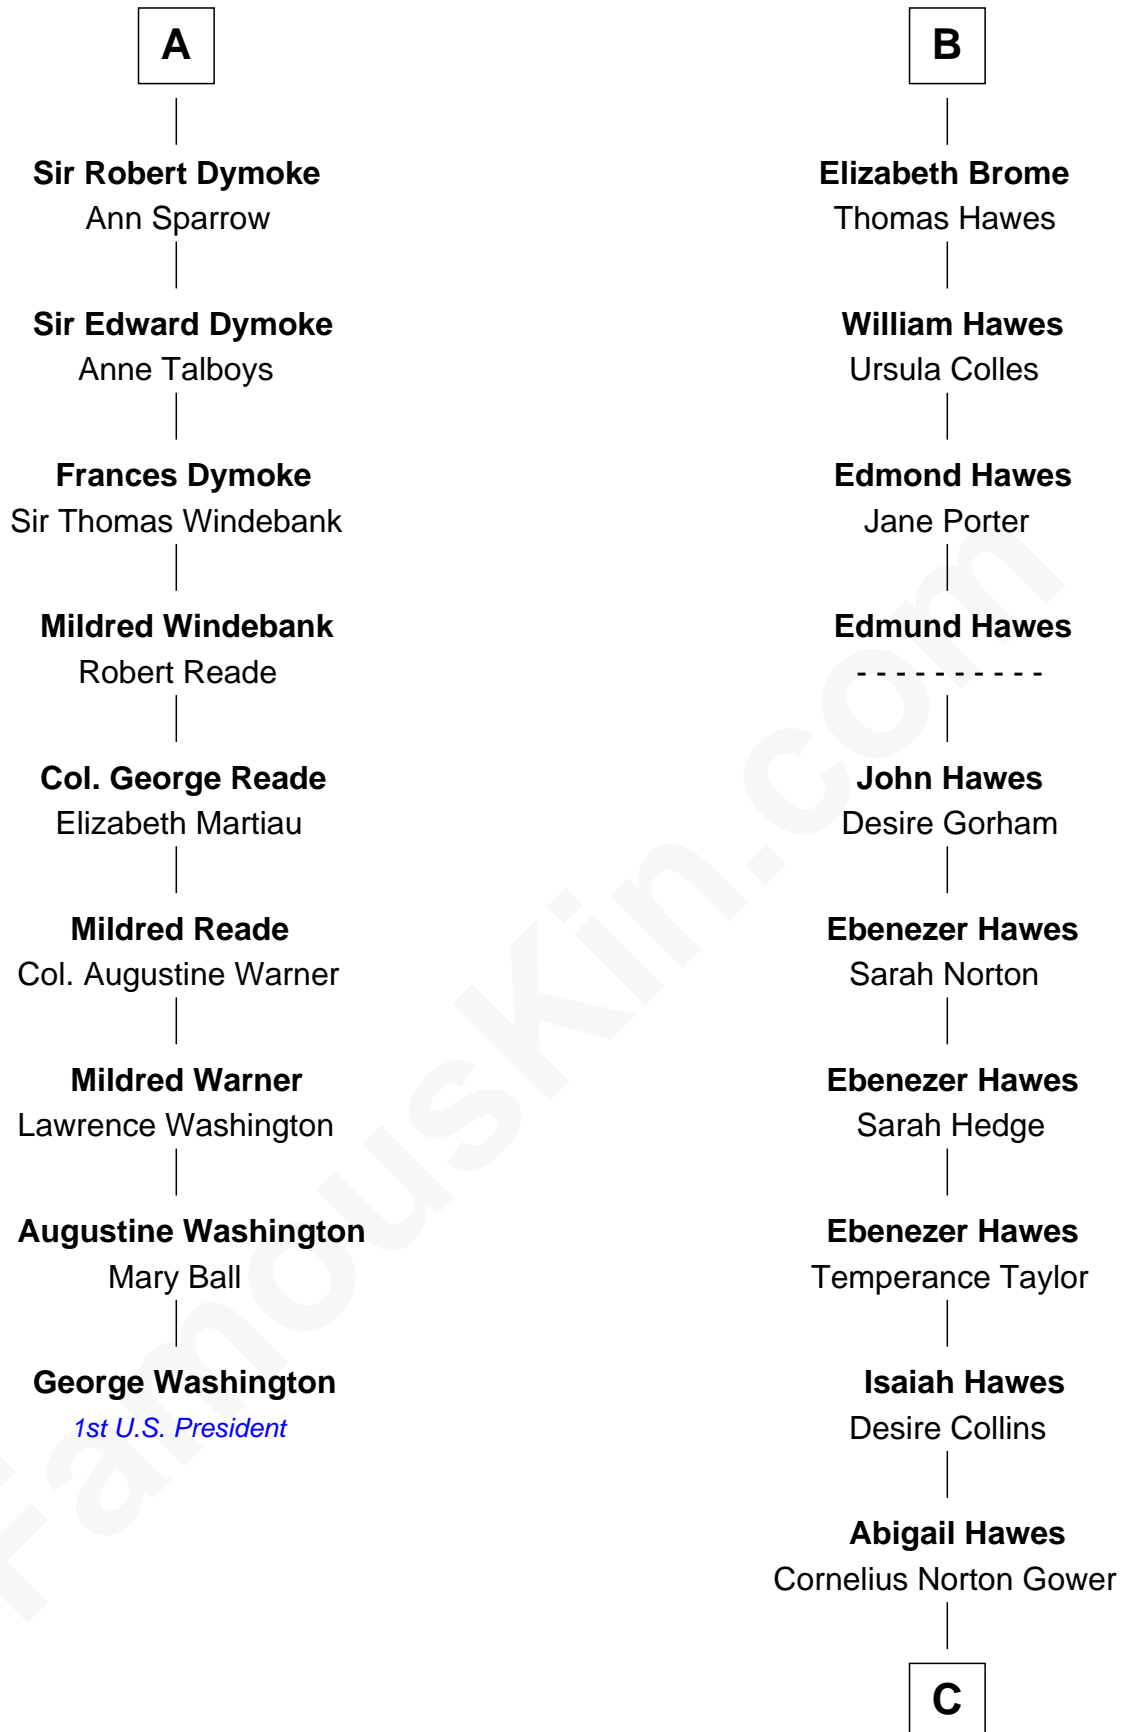 A
Sir Robert Dymoke
Ann Sparrow
Sir Edward Dymoke
Anne Talboys
Frances Dymoke
Sir Thomas Windebank
Mildred Windebank
Robert Reade
Col. George Reade
Elizabeth Martiau
Mildred Reade
Col. Augustine Warner
Mildred Warner
Lawrence Washington
Augustine Washington
Mary Ball
George Washington
1st U.S. President
B
Elizabeth Brome
Thomas Hawes
William Hawes
Ursula Colles
Edmond Hawes
Jane Porter
Edmund Hawes
- - - - - - - - - -
John Hawes
Desire Gorham
Ebenezer Hawes
Sarah Norton
Ebenezer Hawes
Sarah Hedge
Ebenezer Hawes
Temperance Taylor
Isaiah Hawes
Desire Collins
Abigail Hawes
Cornelius Norton Gower
C
FamousKin.com